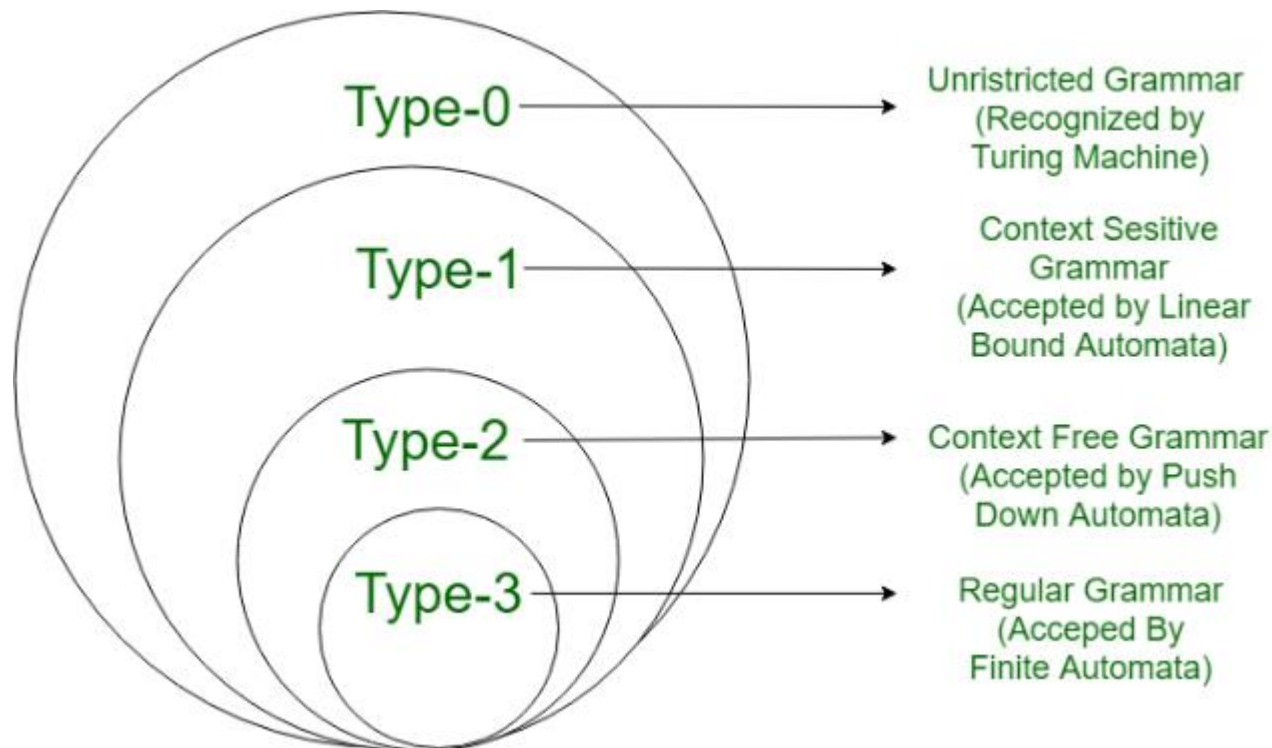 Type-0
Unristricted Grammar
(Recognized by
Turing Machine)
Type-1
Context Sesitive
Grammar
(Accepted by Linear
Bound Automata)
Type-2
Context Free Grammar
(Accepted by Push
Down Automata)
Type-3
Regular Grammar
(Acceped By
Finite Automata)